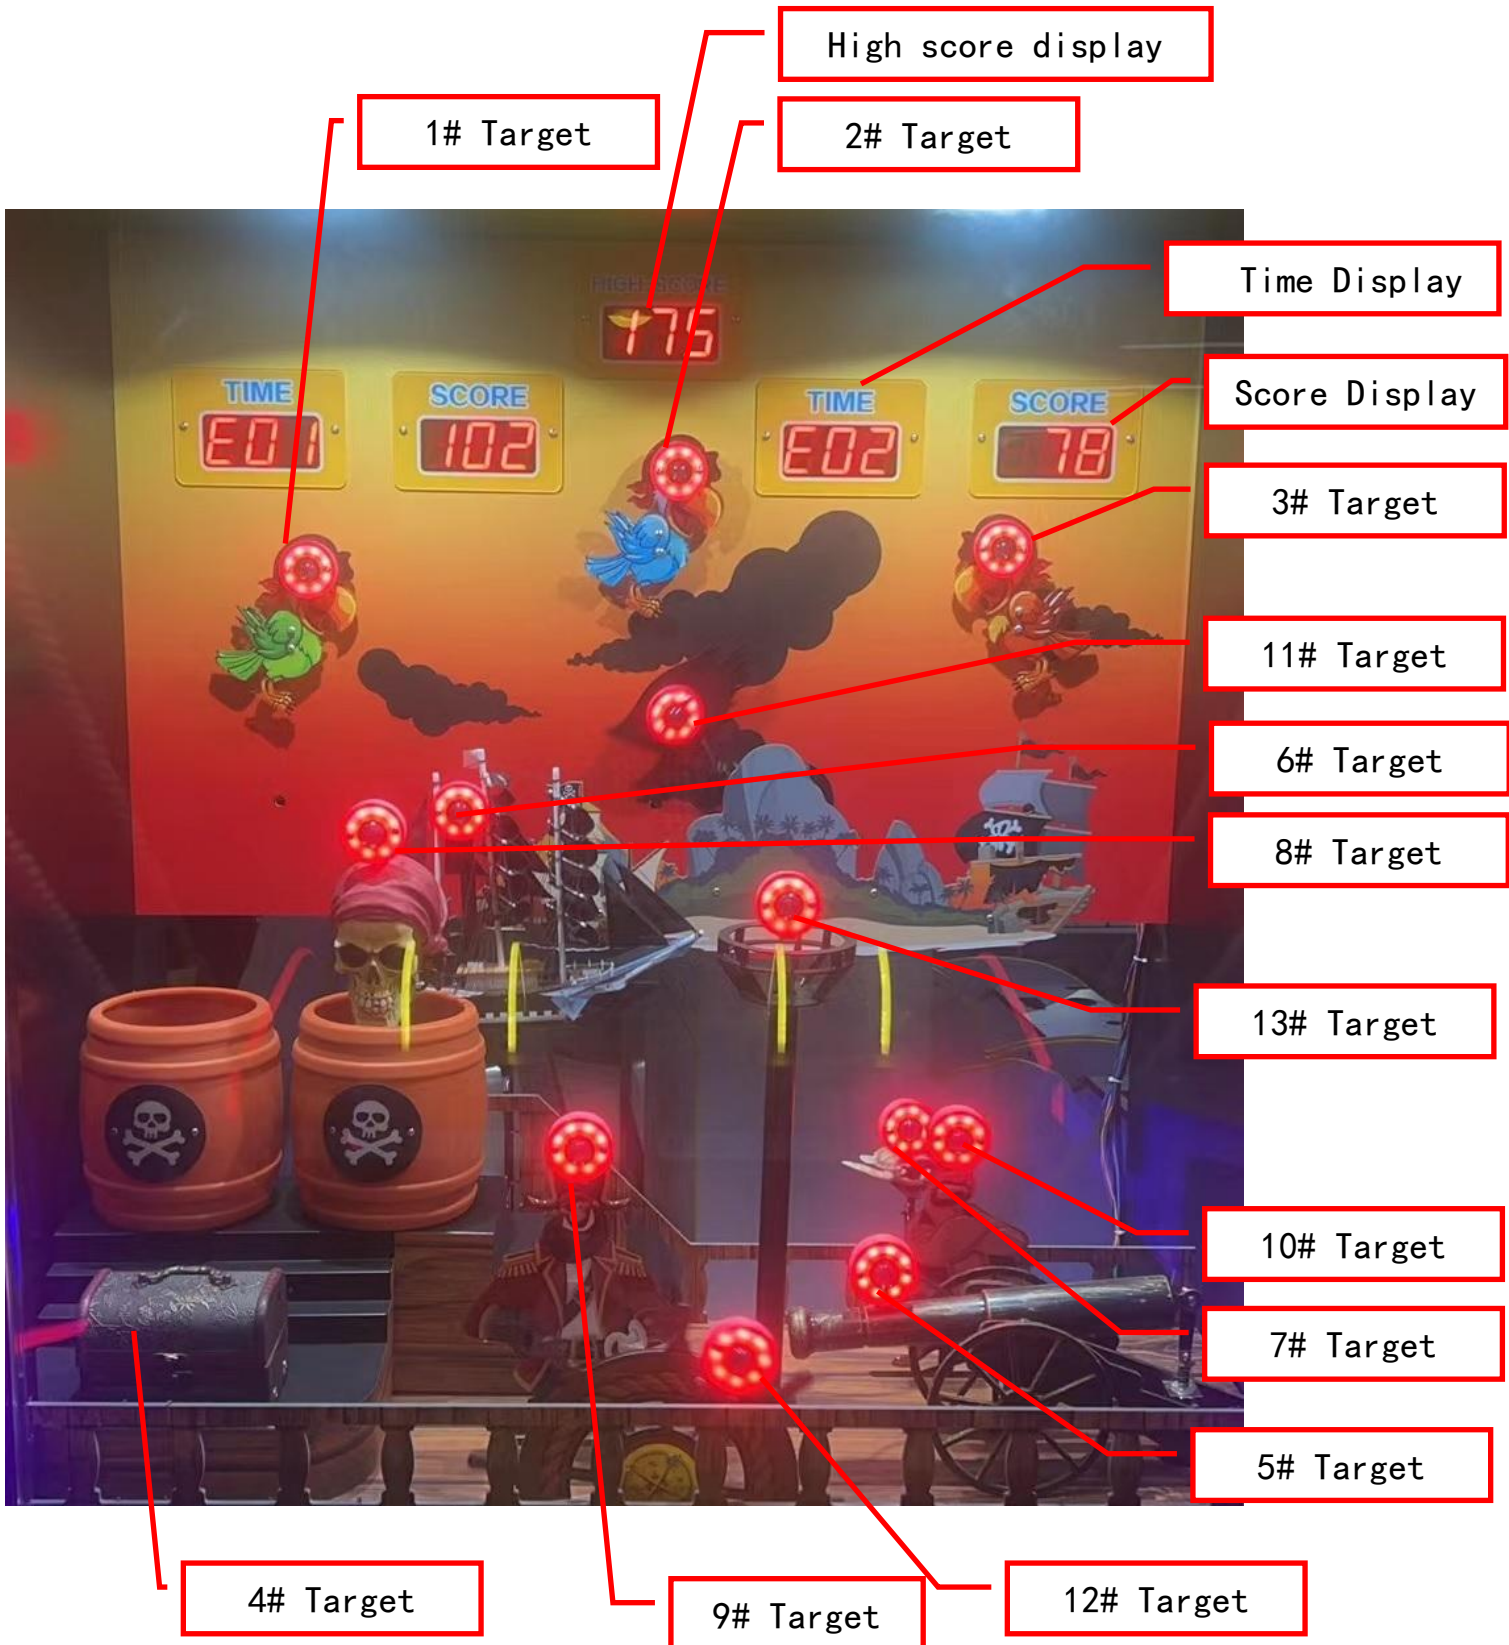 High score display
1# Target
2# Target
Time Display
HIGH SCORE
175
TIME
SCORE
TIME
SCORE
E01
102
E02
78
Score Display
3# Target
11# Target
6# Target
8# Target
13# Target
10# Target
7# Target
5# Target
4# Target
9# Target
12# Target